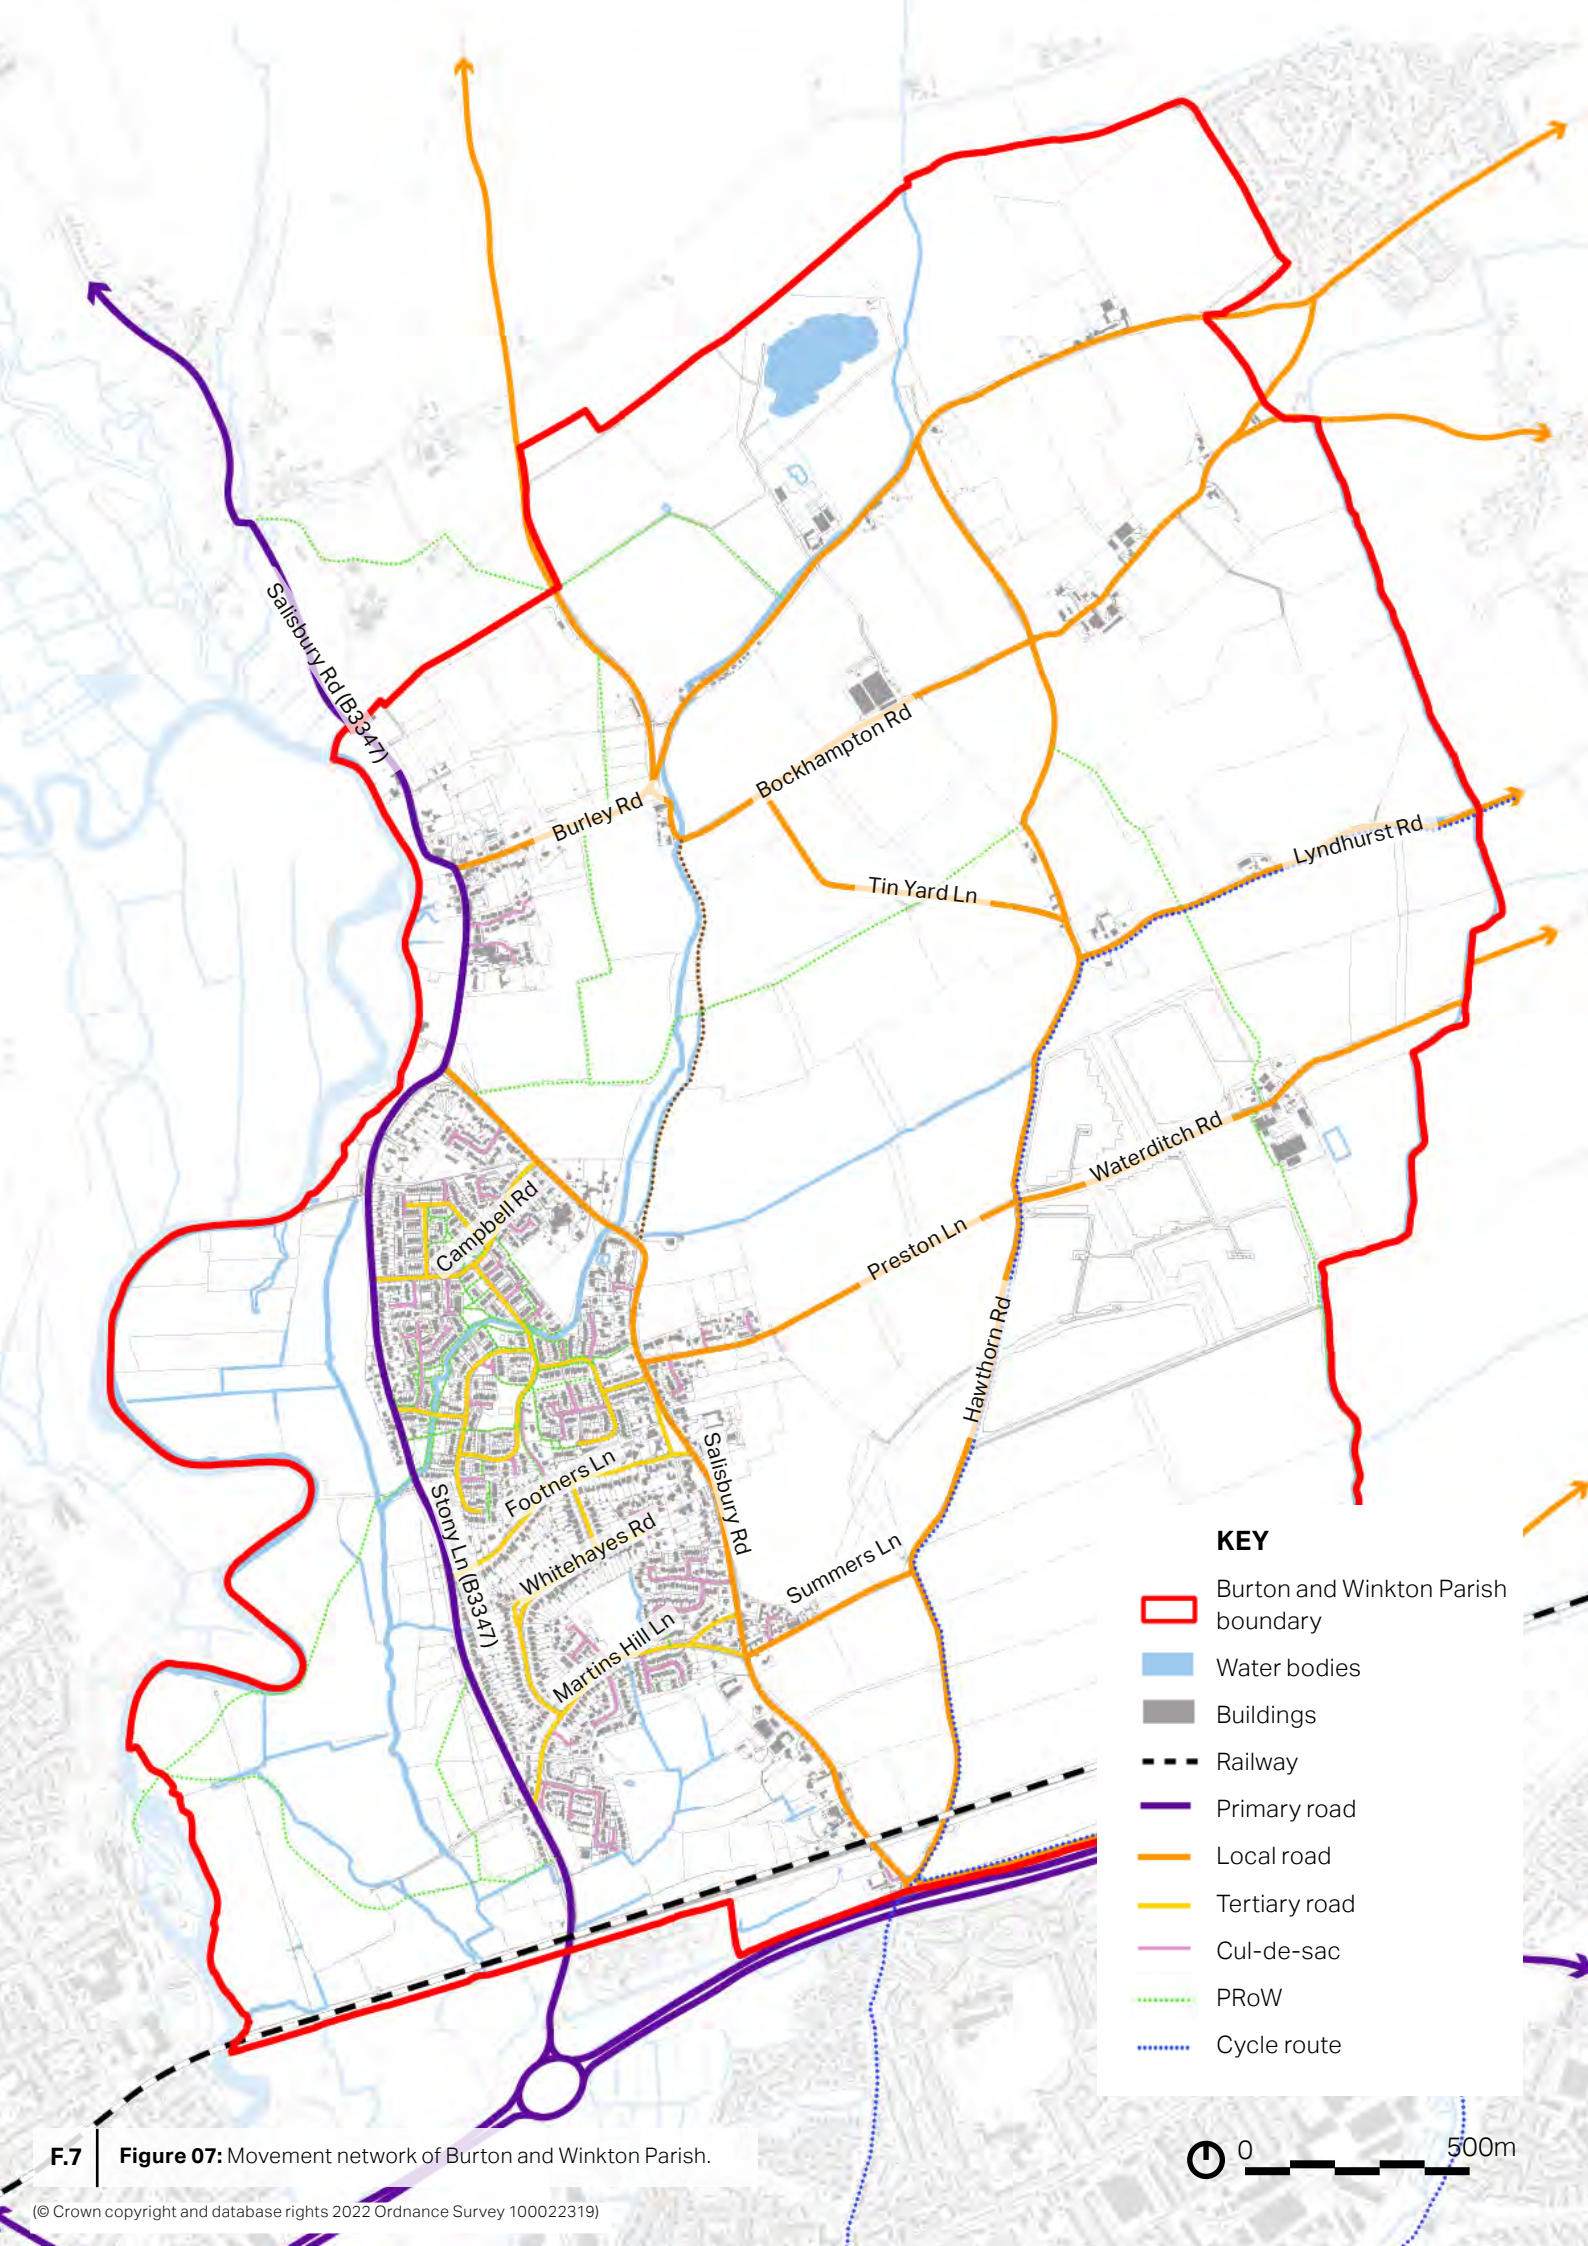 Salisbury Rd (B3347)
Burley Rd
Bockhampton Rd
Tin Yard Ln
Lyndhurst Rd
Waterditch Rd
Campbell Rd
Preston Ln
Hawthorn Rd
Salisbury Rd
Footners Ln
Stony Ln (B3347)
Whitehayes Rd
Summers Ln
Martins Hill Ln
KEY
Burton and Winkton Parish
boundary
Water bodies
Buildings
Railway
Primary road
Local road
Tertiary road
Cul-de-sac
PRoW
Cycle route
0 500m
F.7 Figure 07: Movement network of Burton and Winkton Parish.
(© Crown copyright and database rights 2022 Ordnance Survey 100022319)